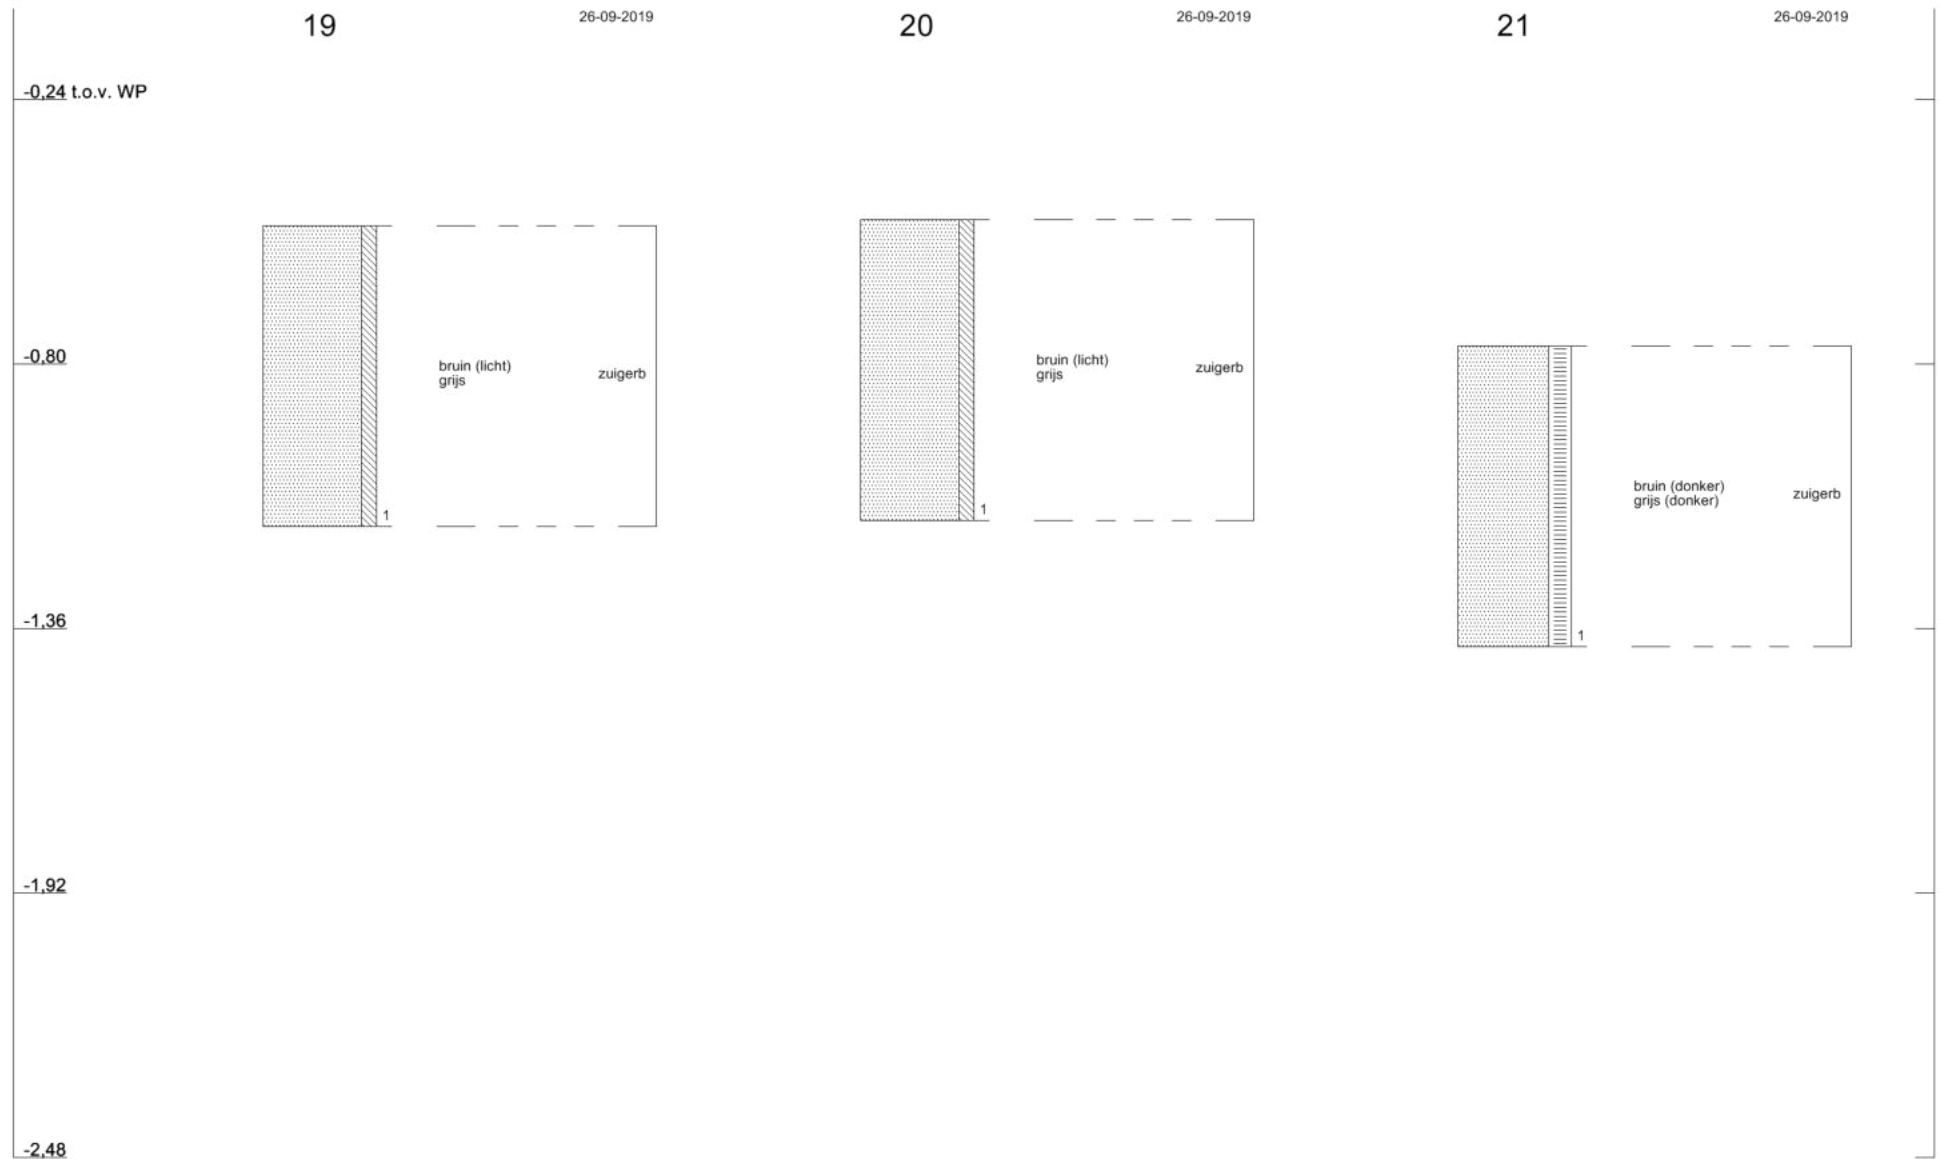 19
26-09-2019
20
26-09-2019
21
26-09-2019
-0,24 t.o.v. WP
-0,80
bruin (licht)
grijs
zuigerb
1
bruin (licht)
grijs
zuigerb
1
bruin (donker)
grijs (donker)
zuigerb
1
-1,36
-1,92
-2,48